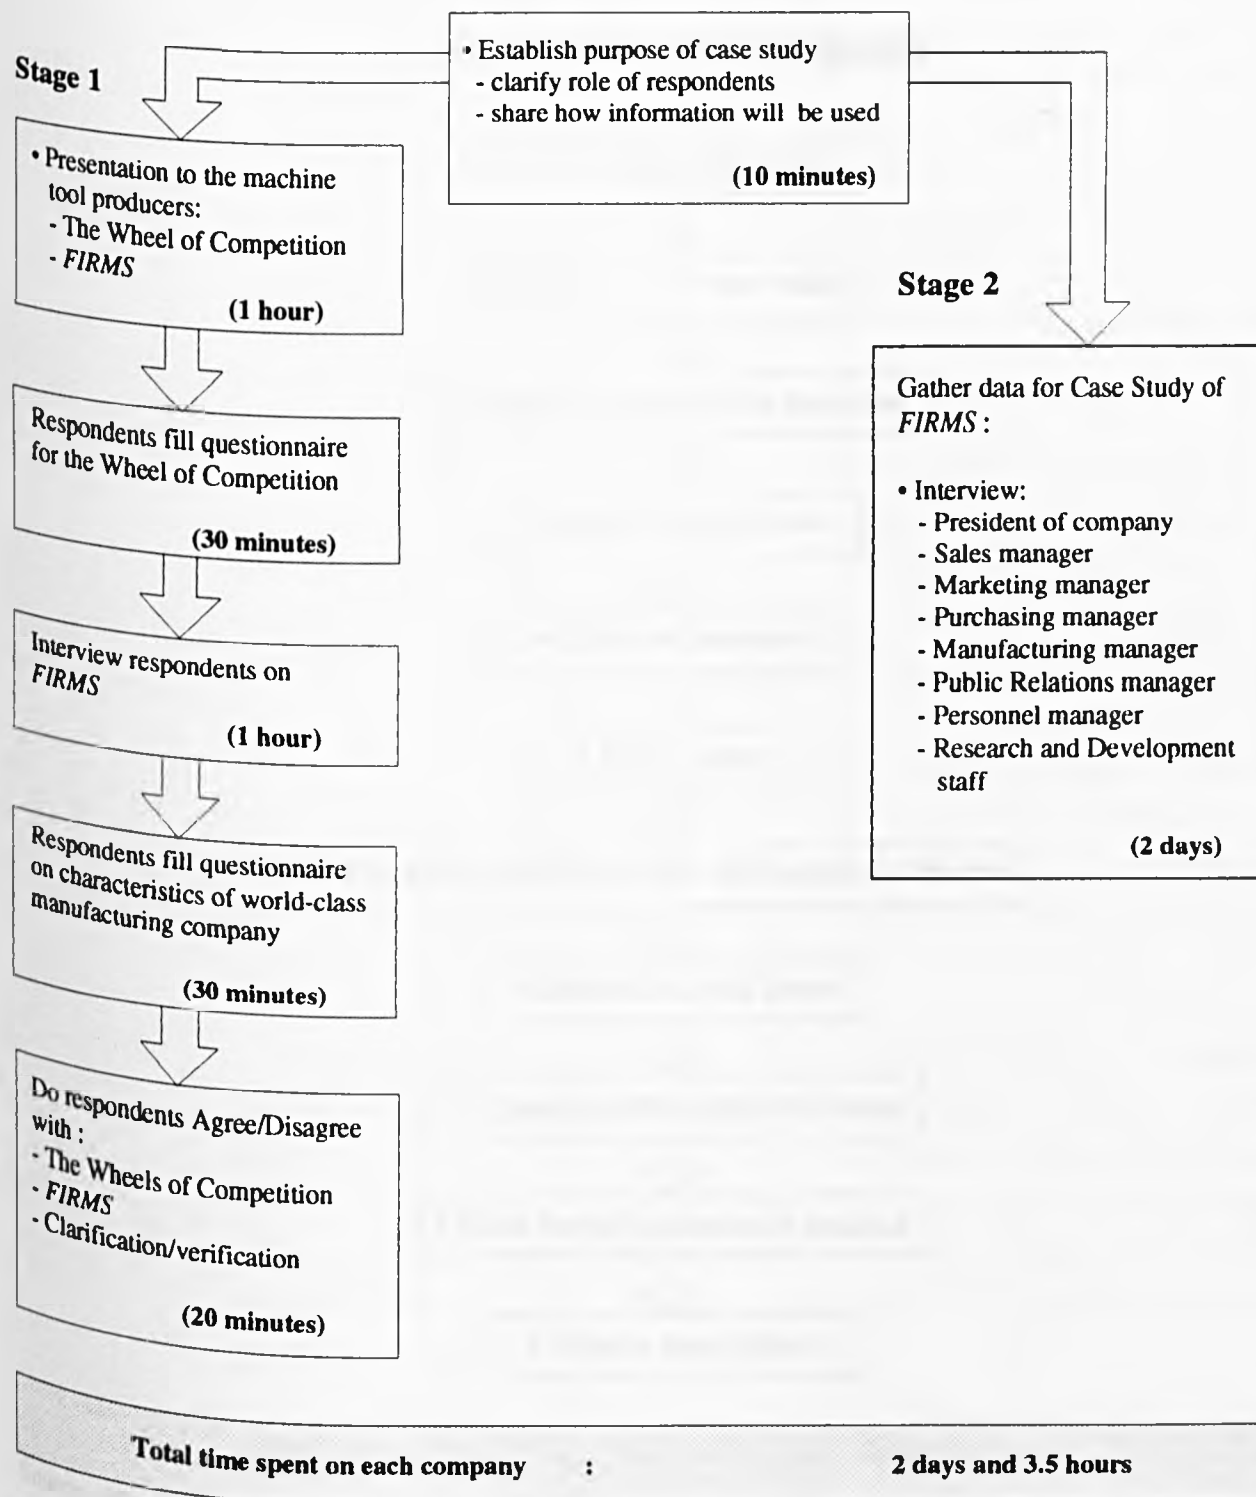 • Establish purpose of case study
- clarify role of respondents
- share how information will be used
(10 minutes)
Stage 1
• Presentation to the machine
tool producers:
- The Wheel of Competition
- FIRMS
(1 hour)
Respondents fill questionnaire
for the Wheel of Competition
(30 minutes)
Interview respondents on
FIRMS
(1 hour)
Respondents fill questionnaire
on characteristics of world-class
manufacturing company
(30 minutes)
Do respondents Agree/Disagree
with :
- The Wheels of Competition
- FIRMS
- Clarification/verification
(20 minutes)
Stage 2
Gather data for Case Study of
FIRMS :
• Interview:
- President of company
- Sales manager
- Marketing manager
- Purchasing manager
- Manufacturing manager
- Public Relations manager
- Personnel manager
- Research and Development
staff
(2 days)
Total time spent on each company : 2 days and 3.5 hours